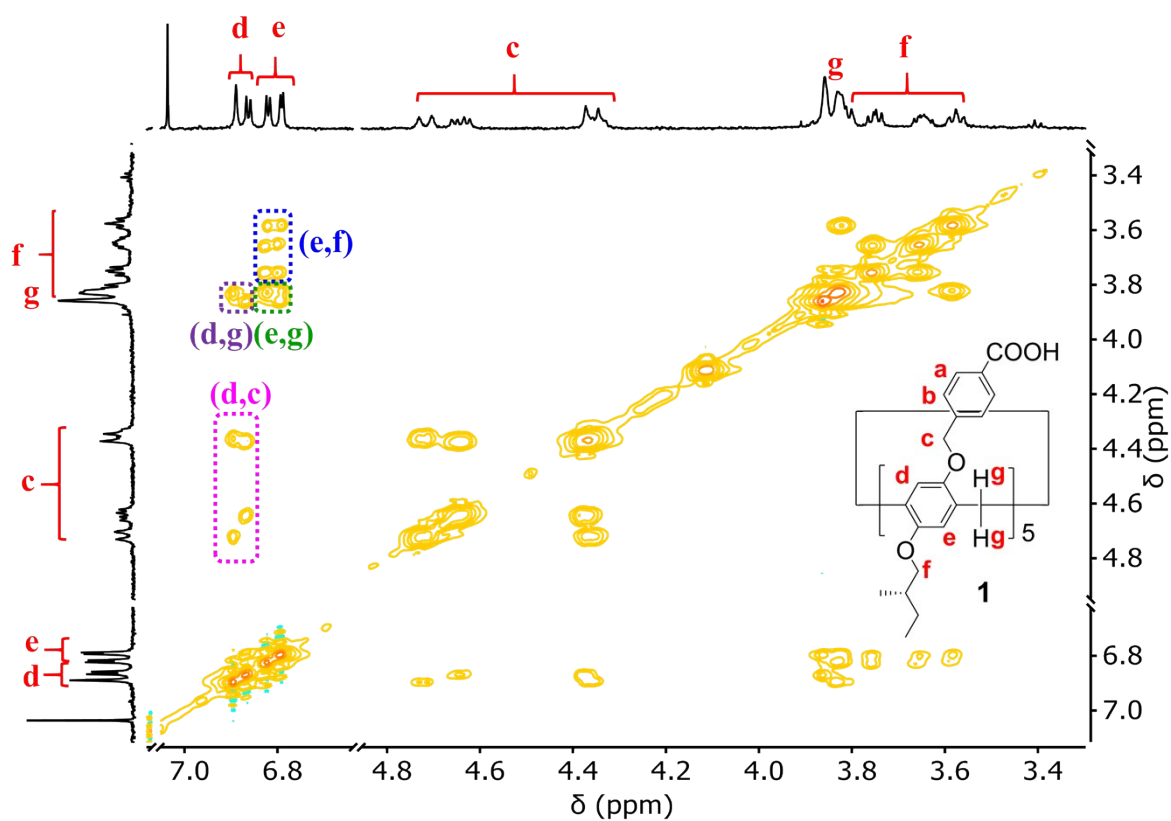 d e c g f
3.4
3.6
3.8
4.0
4.2
4.4
4.6
4.8
6.8
7.0
δ (ppm)
f
g
c
e
d
(e,f)
(d,g) (e,g)
(d,c)
COOH
a
b
c
O
d H g
e H g 5
O
f
1
7.0 6.8 4.8 4.6 4.4 4.2 4.0 3.8 3.6 3.4
δ (ppm)